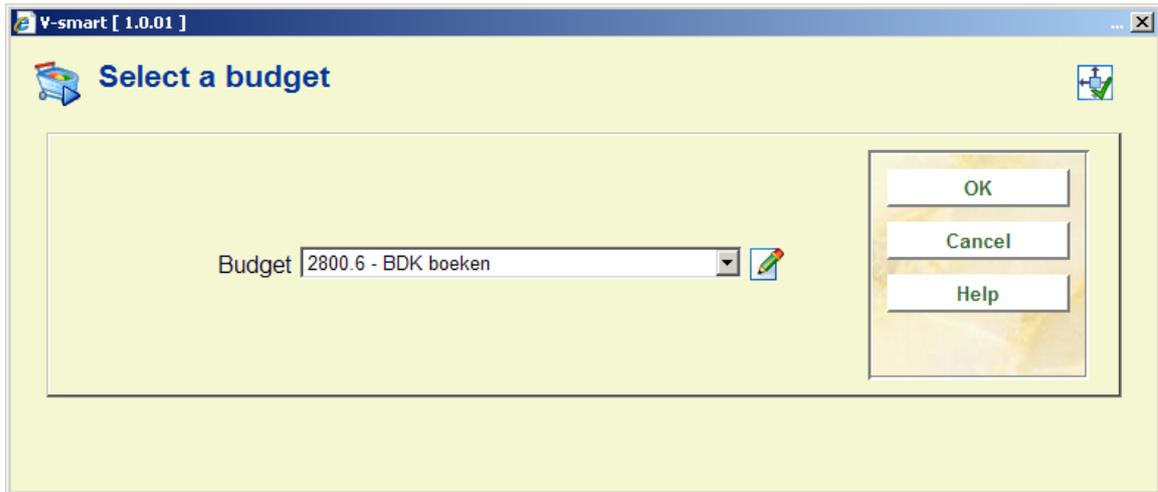 V-smart [ 1.0.01 ]
...
Select a budget
OK
Cancel
Budget 2800.6 - BDK boeken
Help